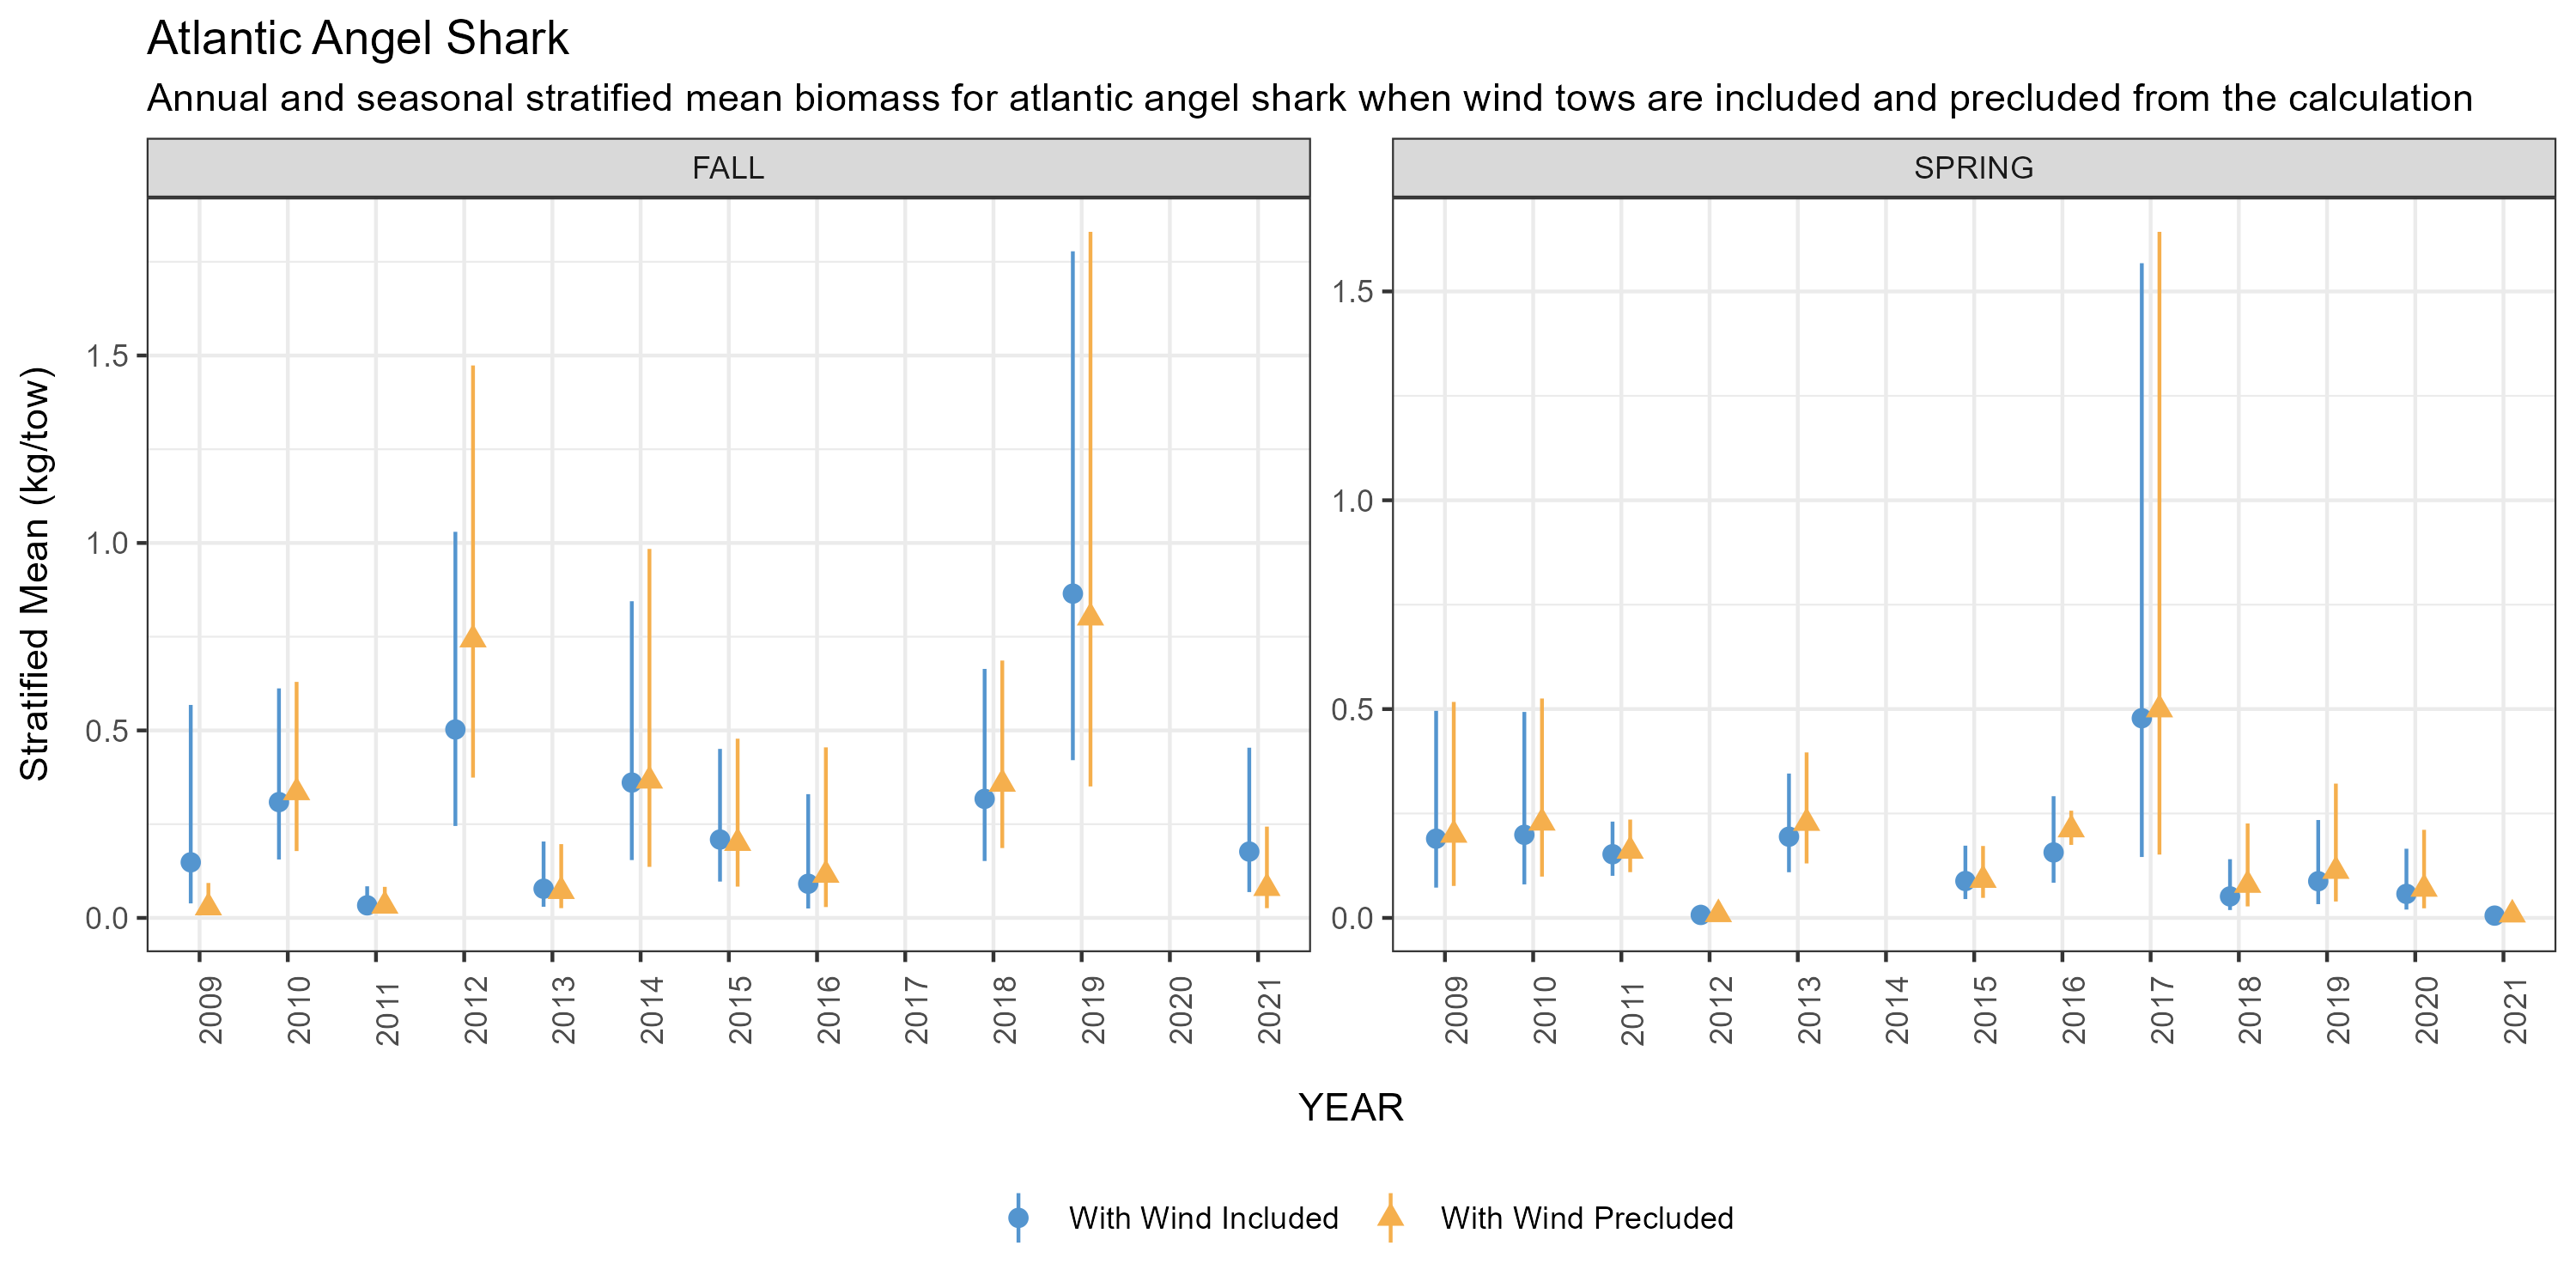 Atlantic Angel Shark
Annual and seasonal stratified mean biomass for atlantic angel shark when wind tows are included and precluded from the calculation
FALL
SPRING
Stratified Mean (kg/tow)
1.5
1.0
0.5
0.0
1.5
1.0
0.5
0.0
2009 2010 2011 2012 2013 2014 2015 2016 2017 2018 2019 2020 2021
2009 2010 2011 2012 2013 2014 2015 2016 2017 2018 2019 2020 2021
YEAR
With Wind Included
With Wind Precluded